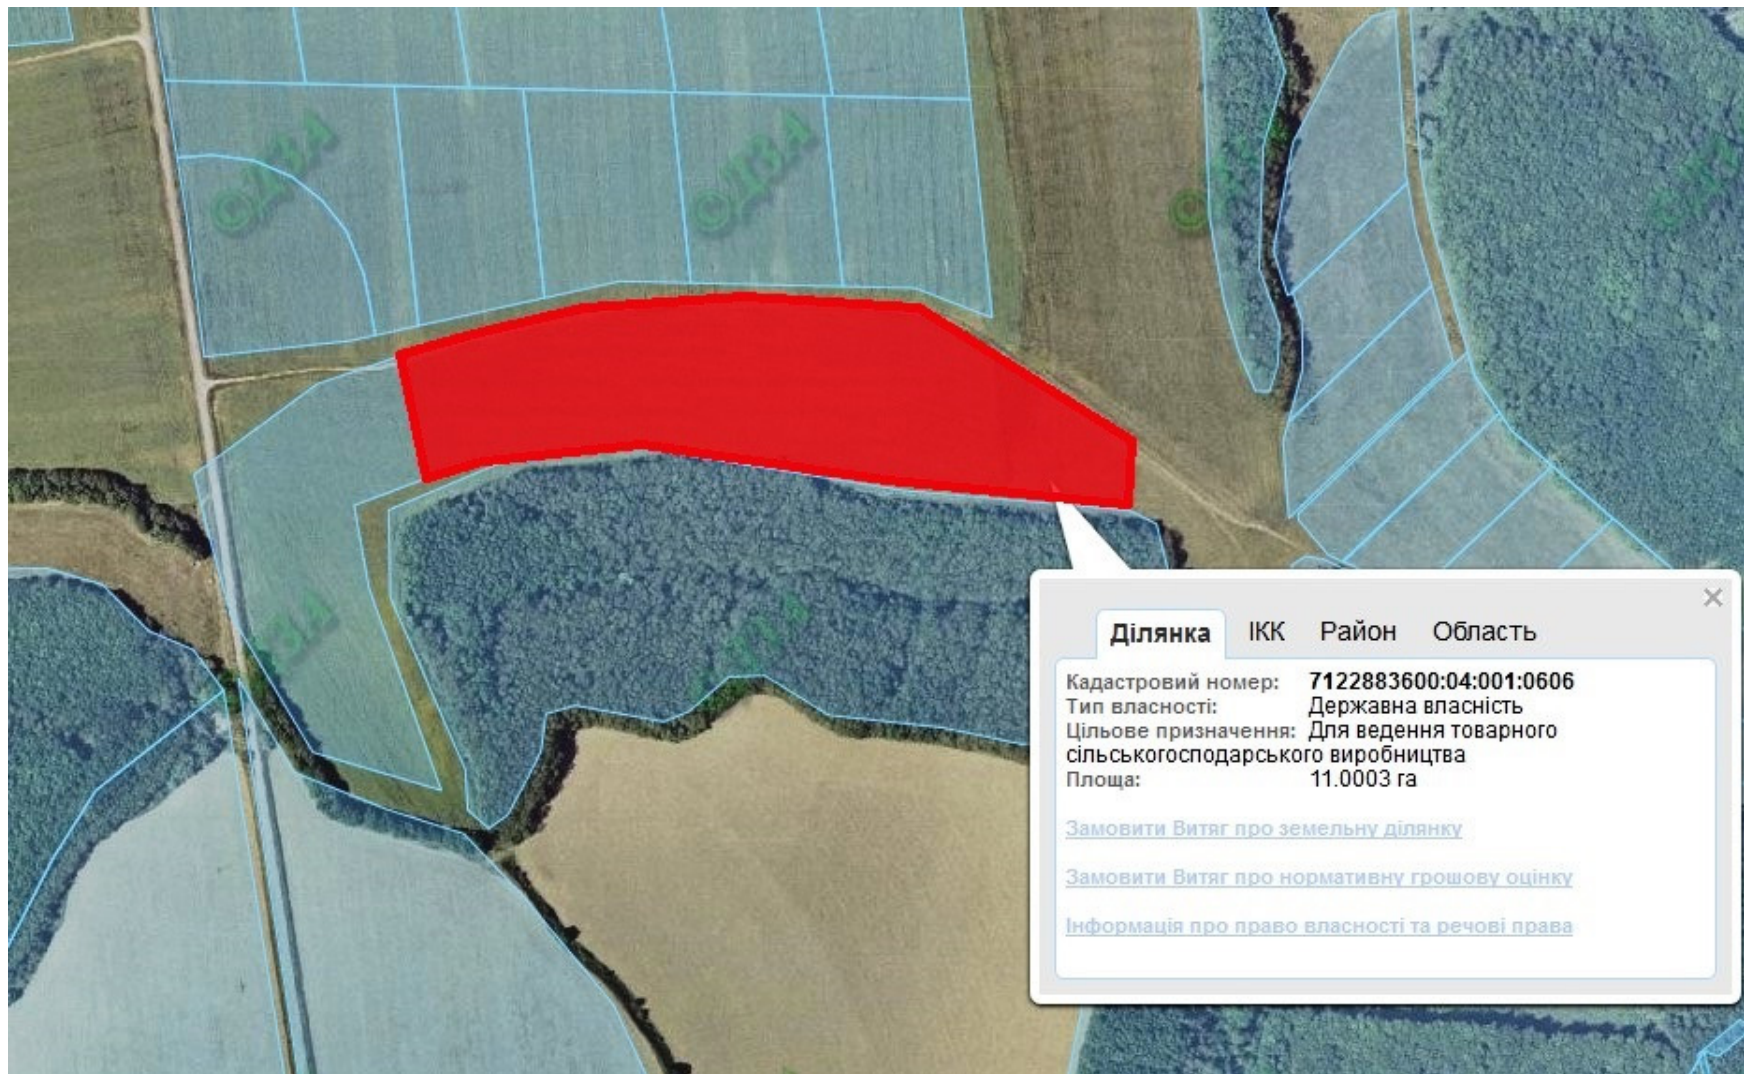 ©ДЗА
©ДЗА
©
ДЗА
ДЗА
×
Ділянка ІКК Район Область
Кадастровий номер: 7122883600:04:001:0606
Тип власності: Державна власність
Цільове призначення: Для ведення товарного
сільськогосподарського виробництва
Площа: 11.0003 га
Замовити Витяг про земельну ділянку
Замовити Витяг про нормативну грошову оцінку
Інформація про право власності та речові права